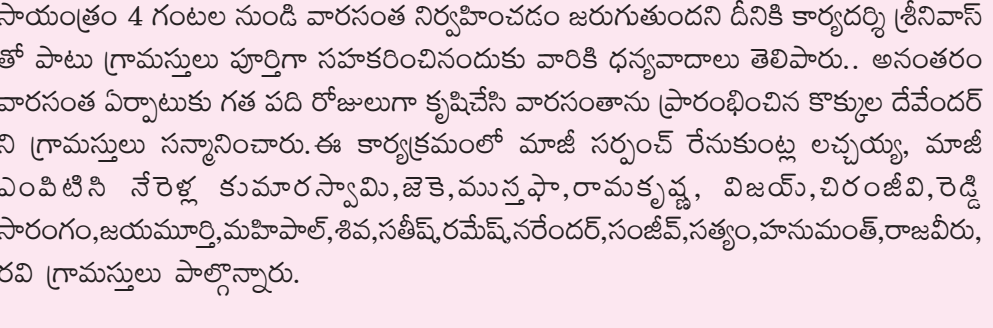 సాయంత్రం 4 గంటల నుండి వారసంత నిర్వహించడం జరుగుతుందని దీనికి కార్యదర్శి శ్రీనివాస్
తో పాటు గ్రామస్తులు పూర్తిగా సహకరించినందుకు వారికి ధన్యవాదాలు తెలిపారు.. అనంతరం
వారసంత ఏర్పాటుకు గత పది రోజులుగా కృషిచేసి వారసంతాను ప్రారంభించిన కొక్కుల దేవేందర్
ని గ్రామస్తులు సన్మానించారు.ఈ కార్యక్రమంలో మాజీ సర్పంచ్ రేనుకుంట్ల లచ్చయ్య, మాజీ
ఎంపిటిసి నేరెళ్ల కుమారస్వామి,జెకె,మున్తఫా,రామకృష్ణ, విజయ్,చిరంజీవి,రెడ్డి
సారంగం,జయమూర్తి,మహిపాల్,శివ,సతీష్,రమేష్,నరేందర్,సంజీవ్,సత్యం,హనుమంత్,రాజవీరు,
రవి గ్రామస్తులు పాల్గొన్నారు.